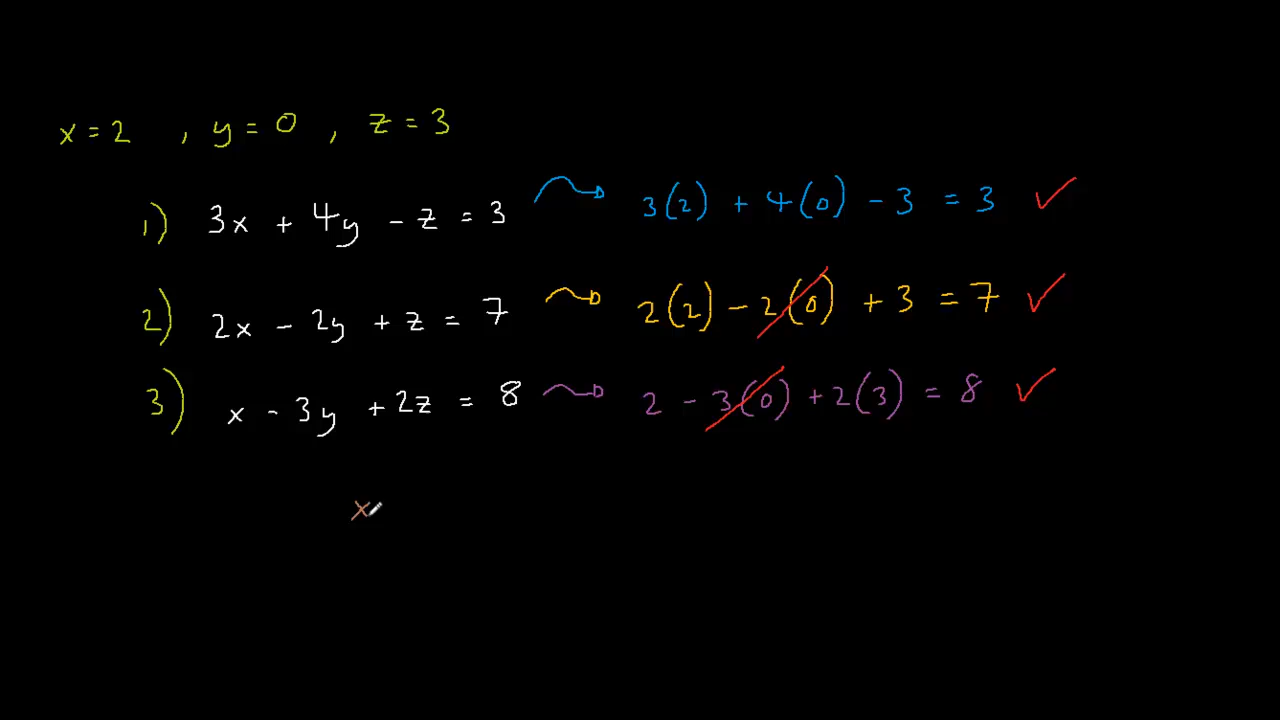 x = 2 , y = 0 , z = 3
1) 3x + 4y - z = 3 3(2) + 4(0) - 3 = 3 ✓
2) 2x - 2y + z = 7 2(2) - 2(0) + 3 = 7 ✓
3) x - 3y + 2z = 8 2 - 3(0) + 2(3) = 8 ✓
x